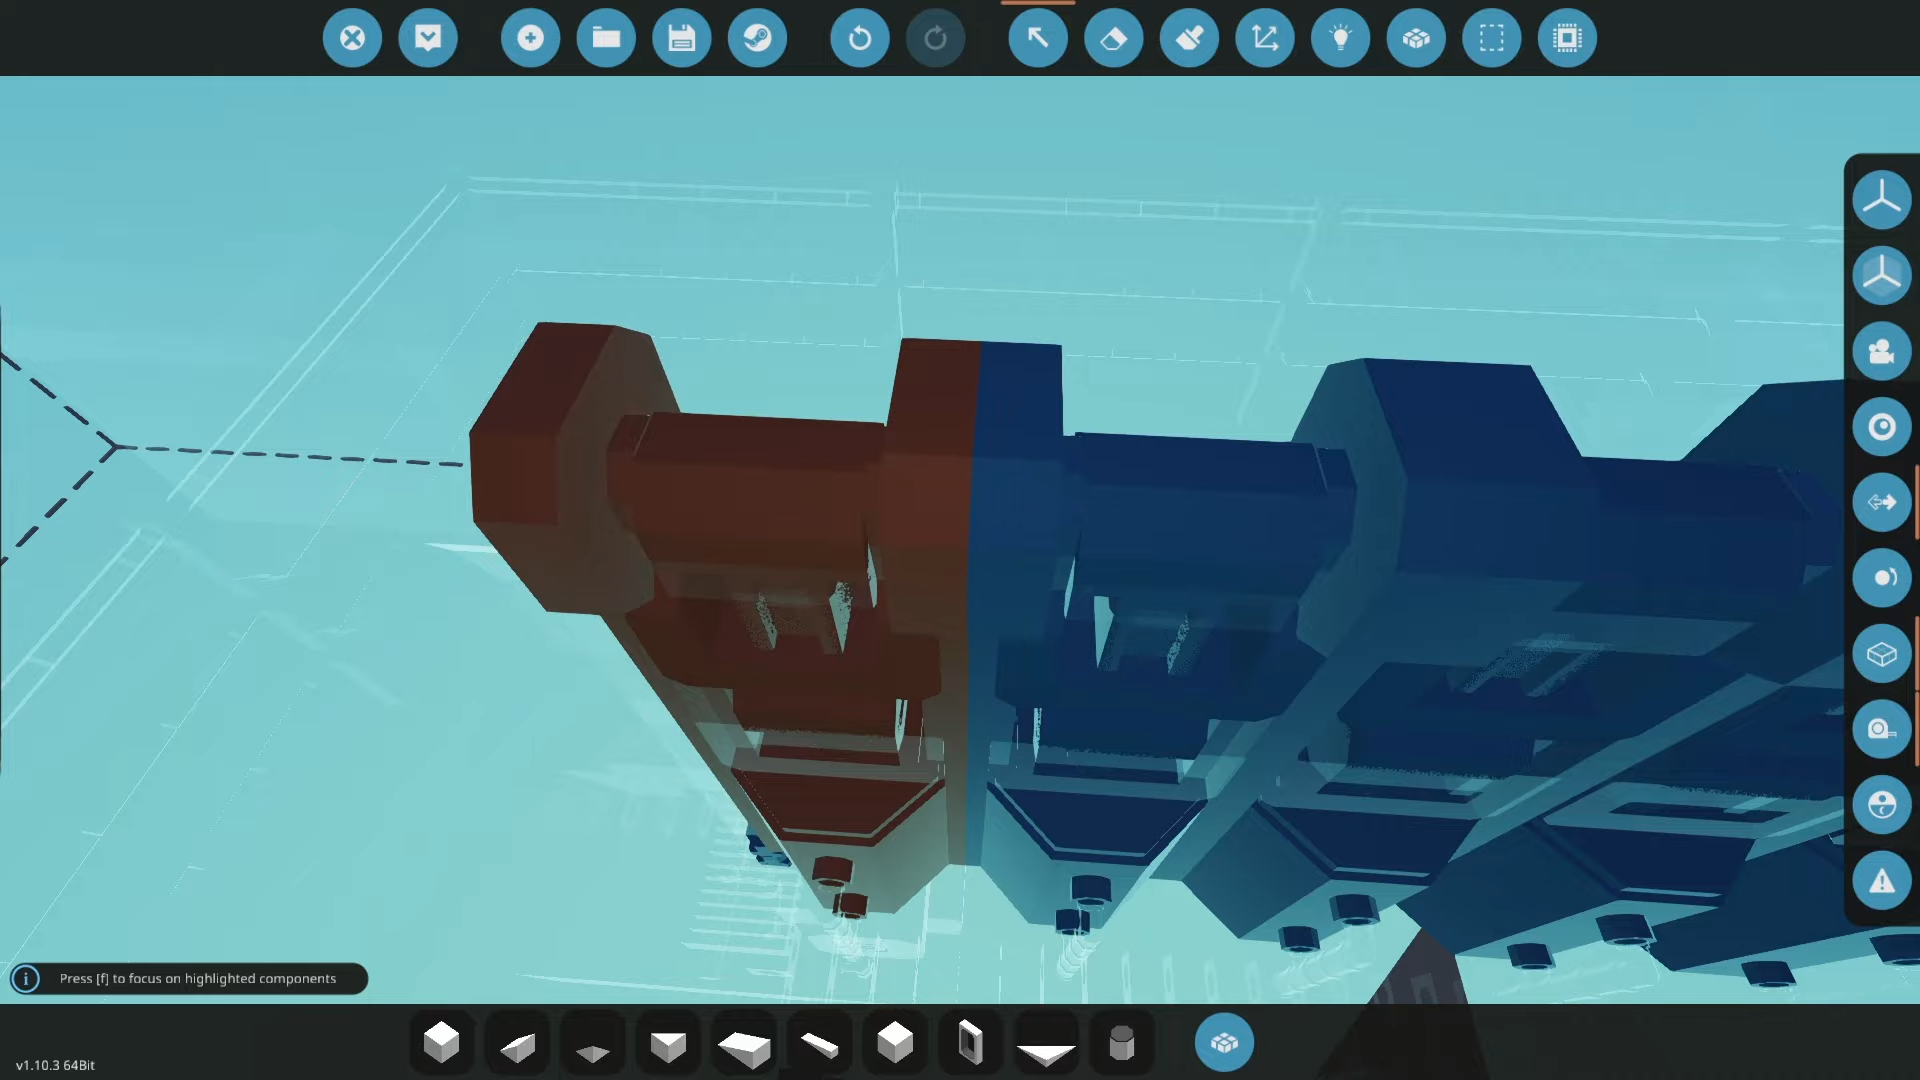 Press [f] to focus on highlighted components
v1.10.3 64Bit